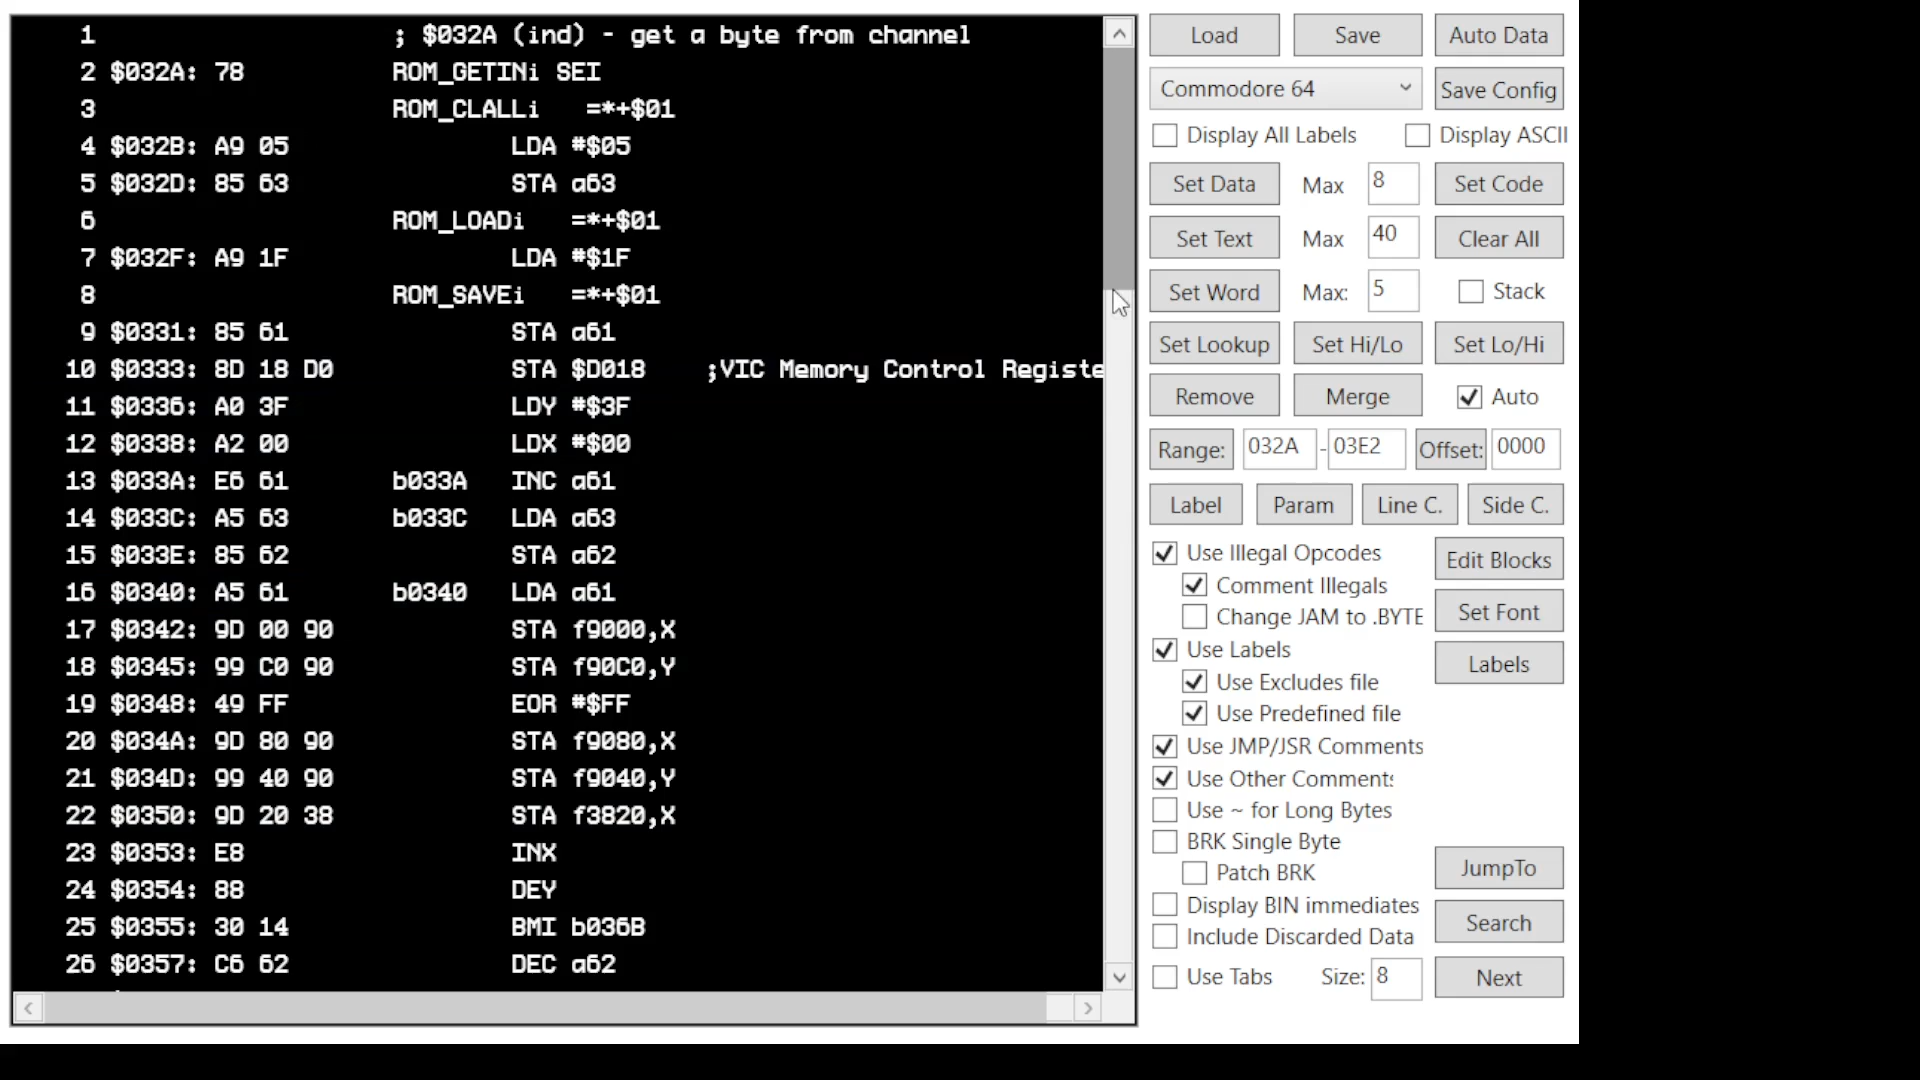 1 ; $032A (ind) - get a byte from channel
2 $032A: 78 ROM_GETINi SEI
3 ROM_CLALLi =*+$01
4 $032B: A9 05 LDA #$05
5 $032D: 85 63 STA a63
6 ROM_LOADi =*+$01
7 $032F: A9 1F LDA #$1F
8 ROM_SAVEi =*+$01
9 $0331: 85 61 STA a61
10 $0333: 8D 18 D0 STA $D018 ;VIC Memory Control Registe
11 $0336: A0 3F LDY #$3F
12 $0338: A2 00 LDX #$00
13 $033A: E6 61 b033A INC a61
14 $033C: A5 63 b033C LDA a63
15 $033E: 85 62 STA a62
16 $0340: A5 61 b0340 LDA a61
17 $0342: 9D 00 90 STA f9000,X
18 $0345: 99 C0 90 STA f90C0,Y
19 $0348: 49 FF EOR #$FF
20 $034A: 9D 80 90 STA f9080,X
21 $034D: 99 40 90 STA f9040,Y
22 $0350: 9D 20 38 STA f3820,X
23 $0353: E8 INX
24 $0354: 88 DEY
25 $0355: 30 14 BMI b036B
26 $0357: C6 62 DEC a62
Load Save Auto Data
Commodore 64 Save Config
Display All Labels Display ASCII
Set Data Max 8 Set Code
Set Text Max 40 Clear All
Set Word Max: 5 Stack
Set Lookup Set Hi/Lo Set Lo/Hi
Remove Merge Auto
Range: 032A - 03E2 Offset: 0000
Label Param Line C. Side C.
Use Illegal Opcodes Edit Blocks
Comment Illegals
Change JAM to .BYTE Set Font
Use Labels Labels
Use Excludes file
Use Predefined file
Use JMP/JSR Comments
Use Other Comments
Use ~ for Long Bytes
BRK Single Byte
Patch BRK JumpTo
Display BIN immediates
Include Discarded Data Search
Use Tabs Size: 8 Next